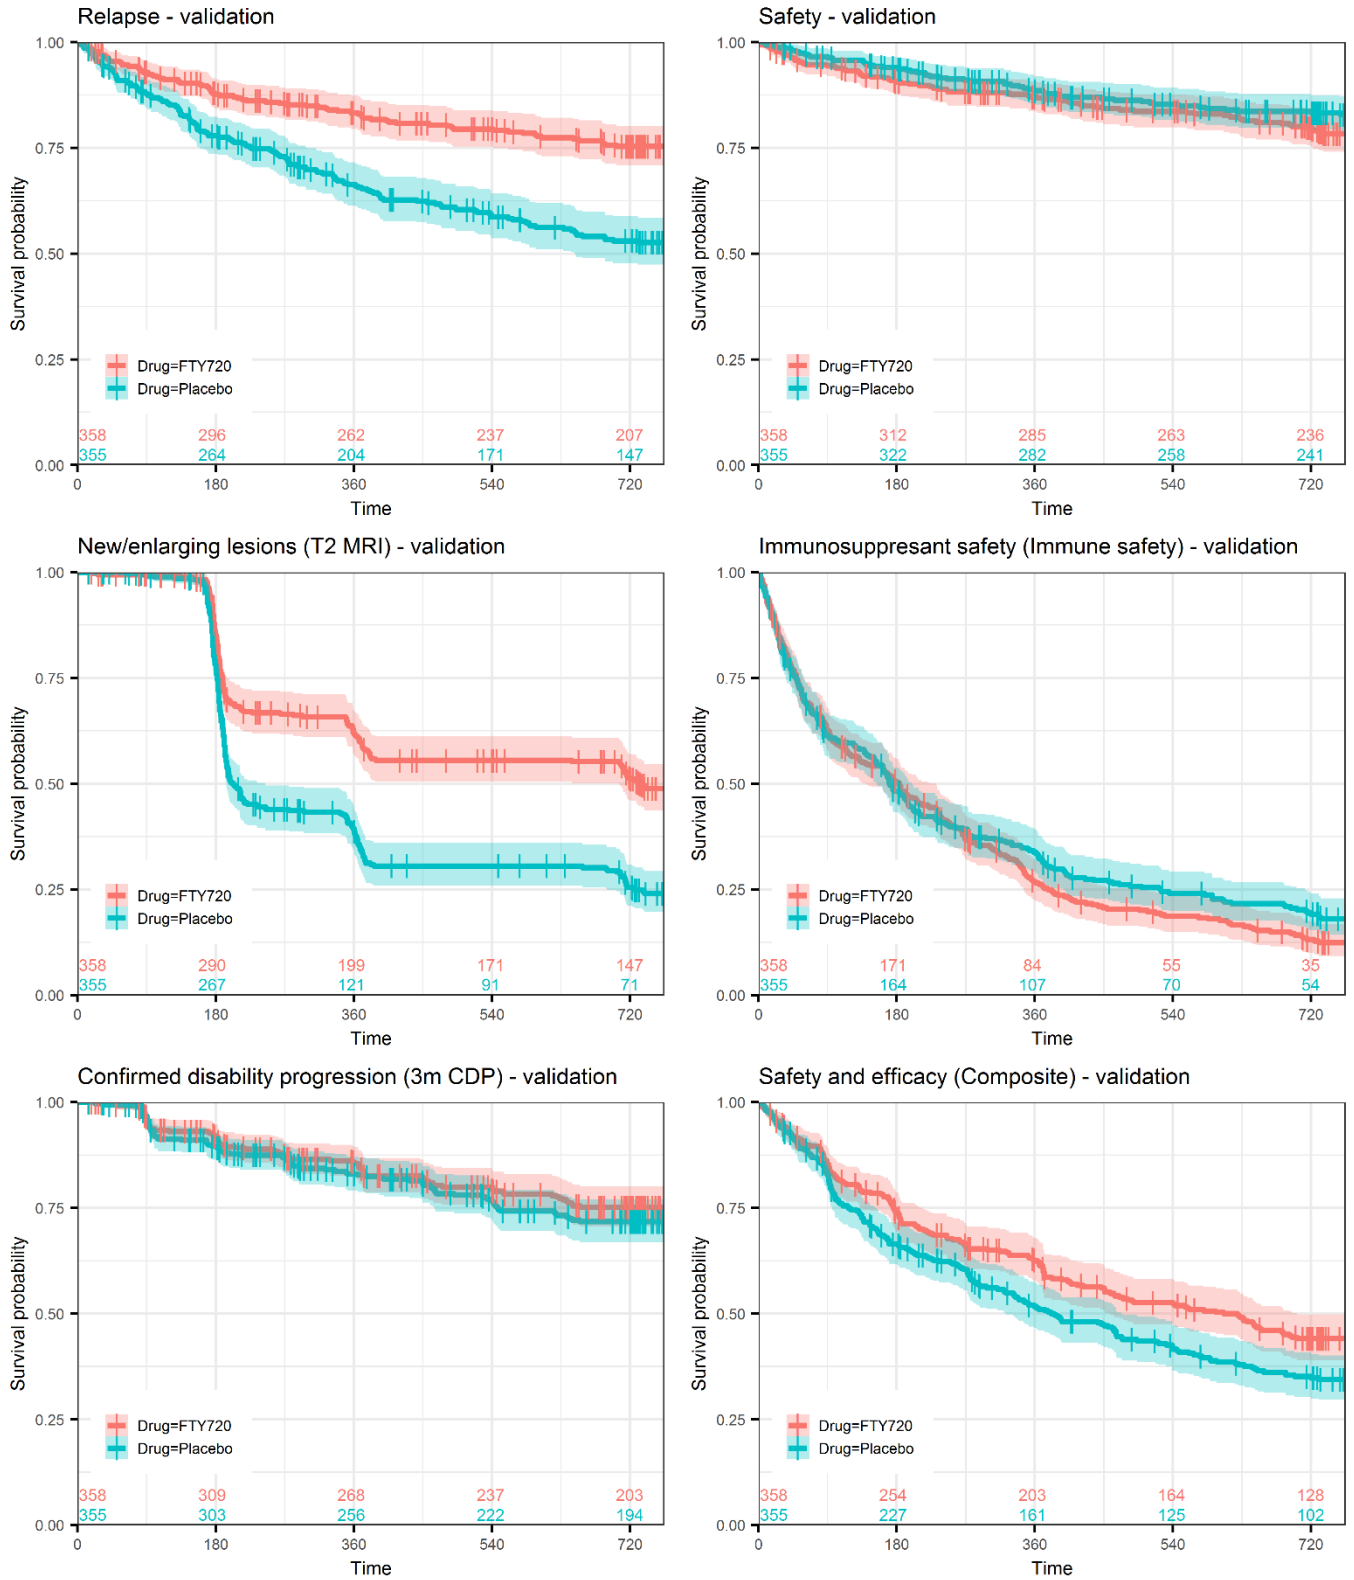 Relapse - validation
Survival probability
1.00
0.75
0.50
0.25
0.00
Drug=FTY720
Drug=Placebo
358 296 262 237 207
355 264 204 171 147
0 180 360 540 720
Time
Safety - validation
Survival probability
1.00
0.75
0.50
0.25
0.00
Drug=FTY720
Drug=Placebo
358 312 285 263 236
355 322 282 258 241
0 180 360 540 720
Time
New/enlarging lesions (T2 MRI) - validation
Survival probability
1.00
0.75
0.50
0.25
0.00
Drug=FTY720
Drug=Placebo
358 290 199 171 147
355 267 121 91 71
0 180 360 540 720
Time
Immunosuppresant safety (Immune safety) - validation
Survival probability
1.00
0.75
0.50
0.25
0.00
Drug=FTY720
Drug=Placebo
358 171 84 55 35
355 164 107 70 54
0 180 360 540 720
Time
Confirmed disability progression (3m CDP) - validation
Survival probability
1.00
0.75
0.50
0.25
0.00
Drug=FTY720
Drug=Placebo
358 309 268 237 203
355 303 256 222 194
0 180 360 540 720
Time
Safety and efficacy (Composite) - validation
Survival probability
1.00
0.75
0.50
0.25
0.00
Drug=FTY720
Drug=Placebo
358 254 203 164 128
355 227 161 125 102
0 180 360 540 720
Time